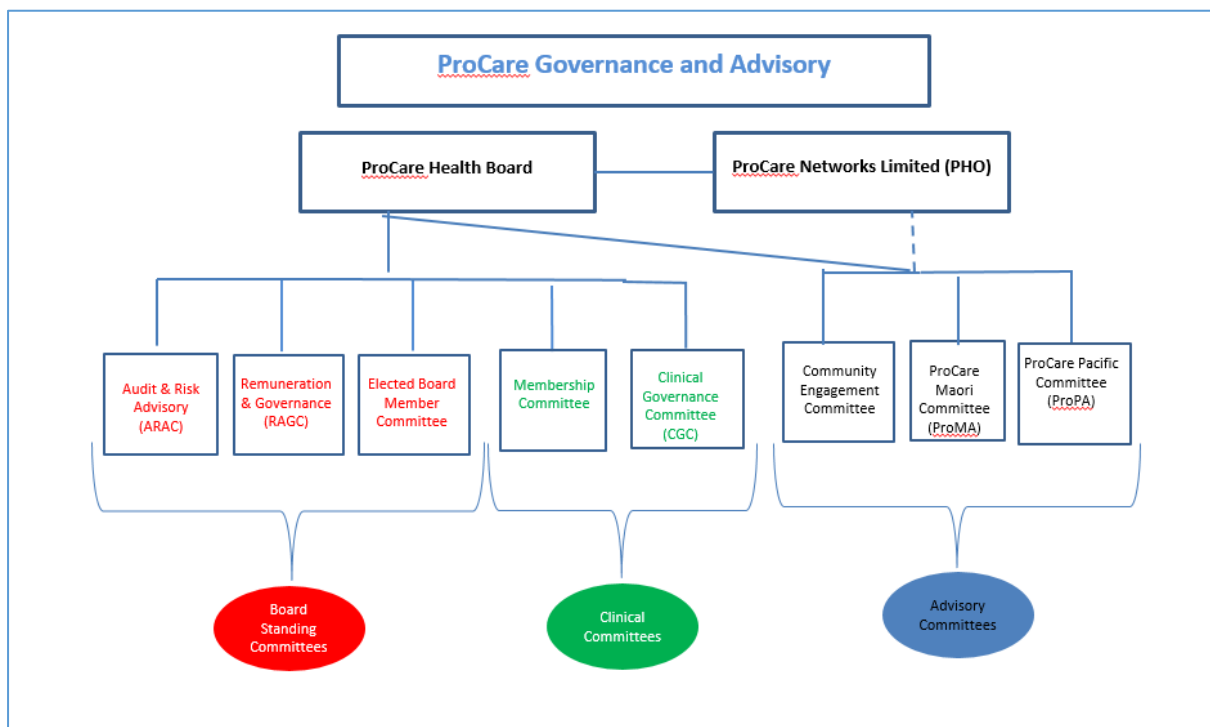 ProCare Governance and Advisory
ProCare Health Board
ProCare Networks Limited (PHO)
Audit & Risk
Advisory
(ARAC)
Remuneration
& Governance
(RAGC)
Elected Board
Member
Committee
Membership
Committee
Clinical
Governance
Committee
(CGC)
Community
Engagement
Committee
ProCare
Maori
Committee
(ProMA)
ProCare Pacific
Committee
(ProPA)
Board
Standing
Committees
Clinical
Committees
Advisory
Committees